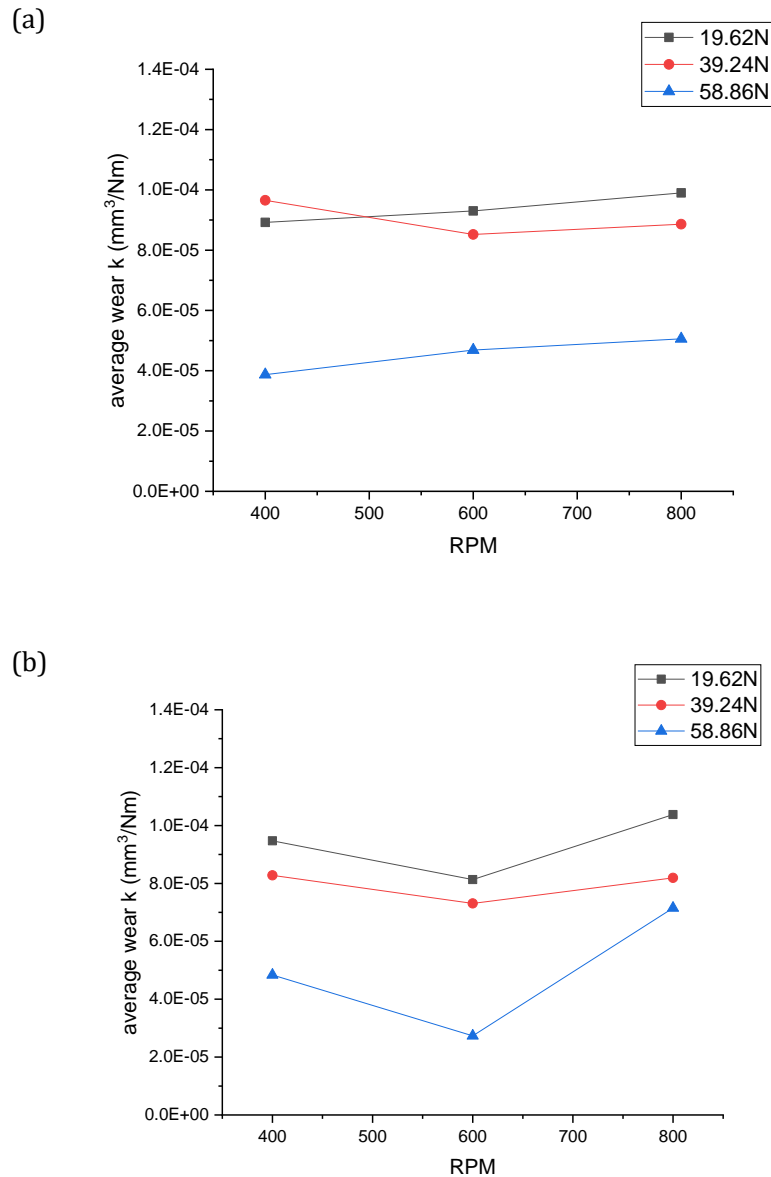 (a)
19.62N
39.24N
58.86N
1.4E-04
1.2E-04
1.0E-04
8.0E-05
6.0E-05
4.0E-05
2.0E-05
0.0E+00
average wear k (mm³/Nm)
400 500 600 700 800
RPM
(b)
19.62N
39.24N
58.86N
1.4E-04
1.2E-04
1.0E-04
8.0E-05
6.0E-05
4.0E-05
2.0E-05
0.0E+00
average wear k (mm³/Nm)
400 500 600 700 800
RPM